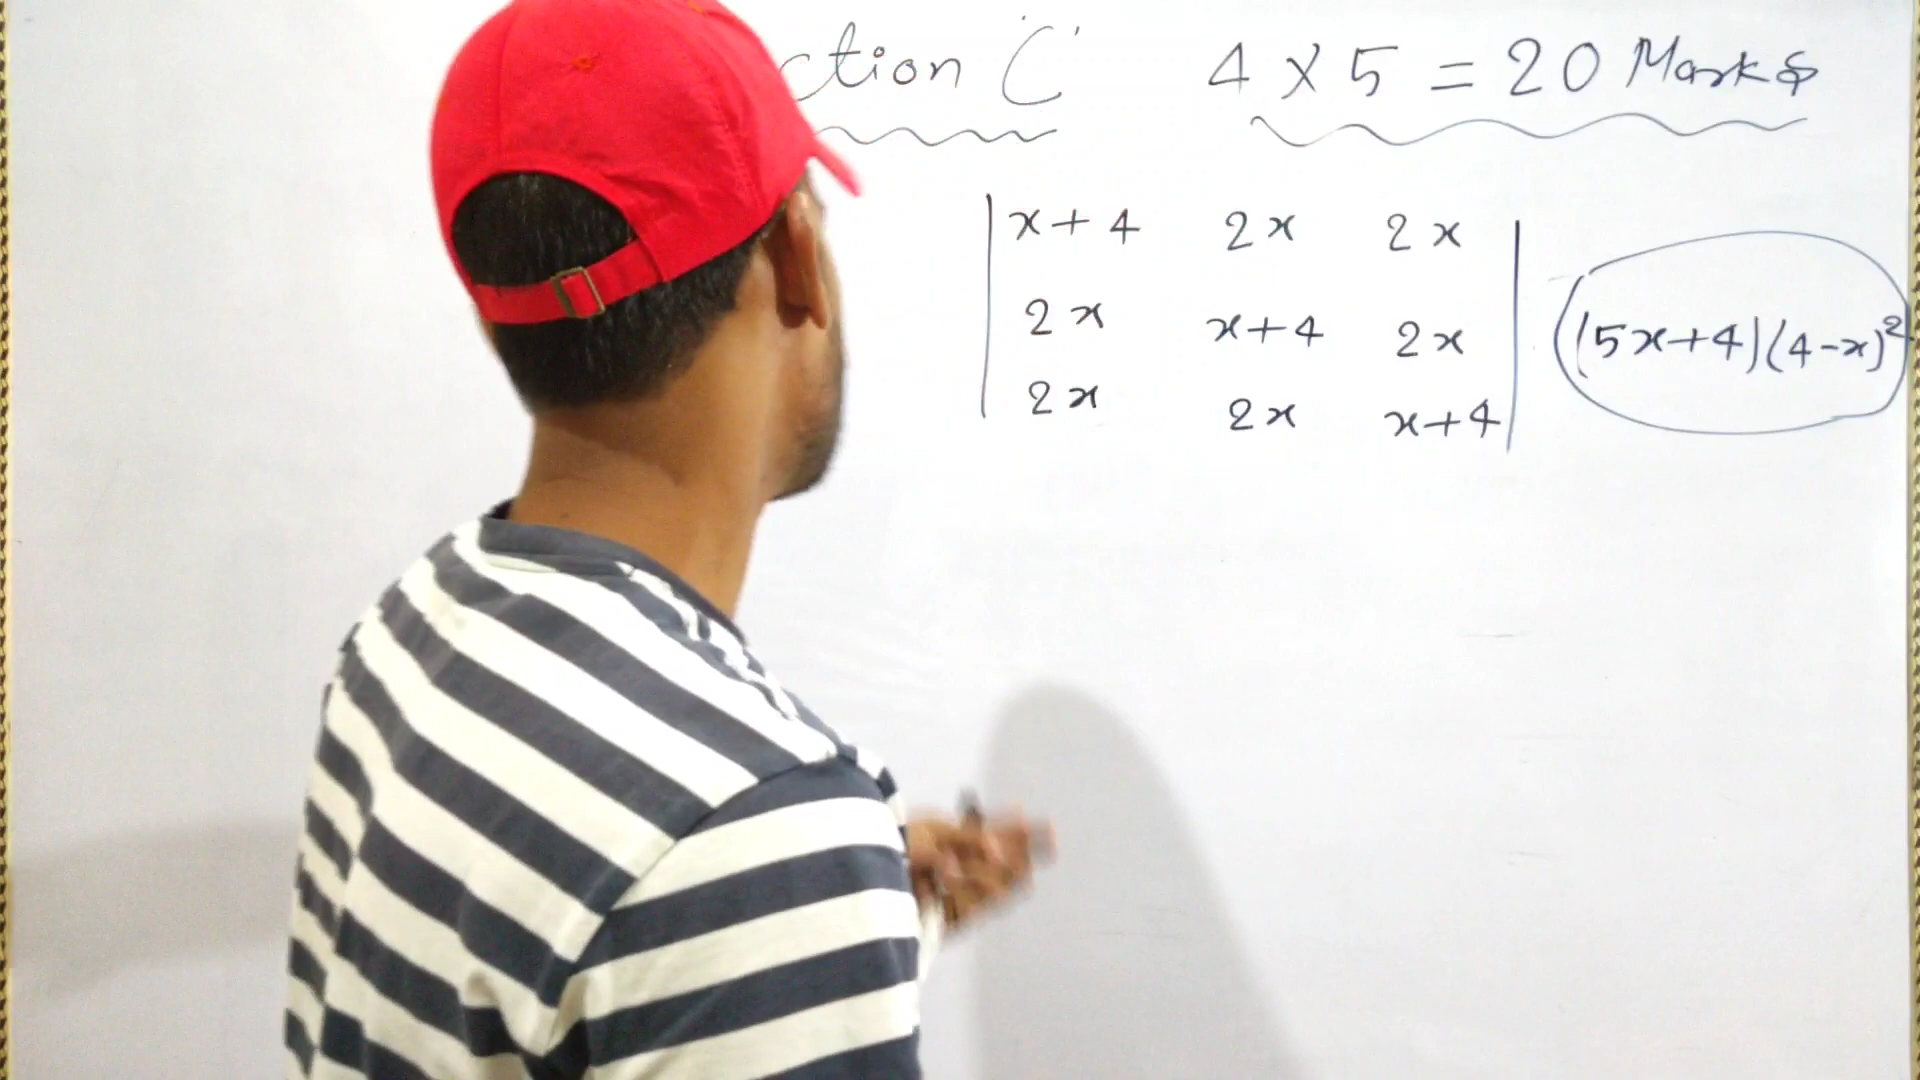 ction C 4 × 5 = 20 Marks
x+4 2x 2x
2x x+4 2x (5x+4)(4-x)²
2x 2x x+4